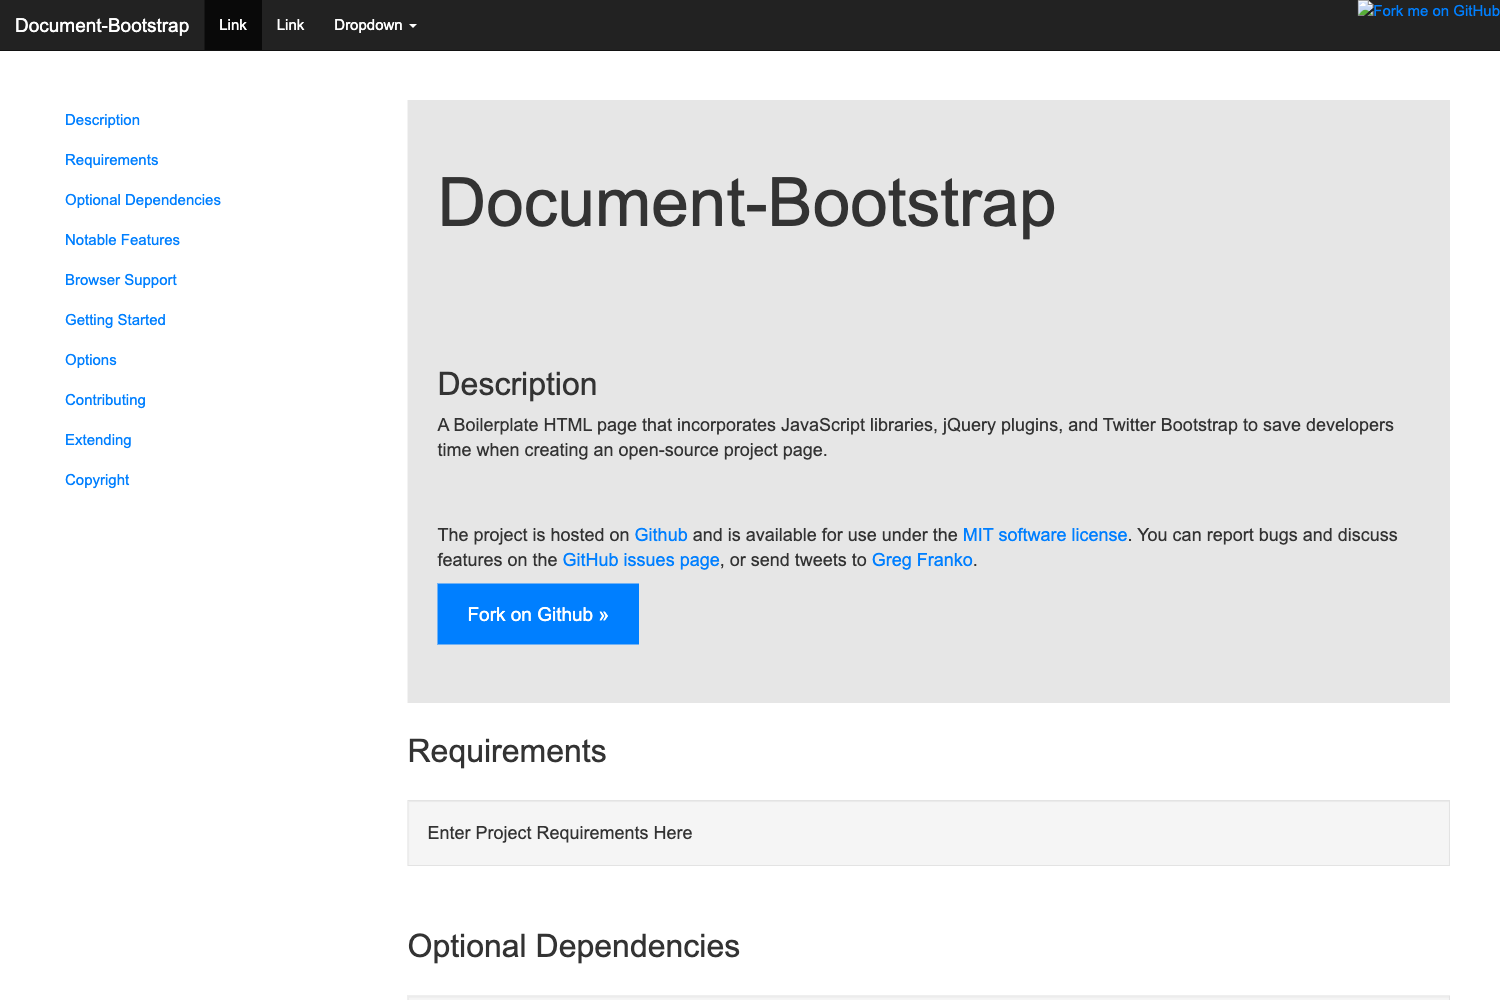 Document-Bootstrap Link Link Dropdown Fork me on GitHub
Description
Requirements
Optional Dependencies
Notable Features
Browser Support
Getting Started
Options
Contributing
Extending
Copyright
Document-Bootstrap
Description
A Boilerplate HTML page that incorporates JavaScript libraries, jQuery plugins, and Twitter Bootstrap to save developers
time when creating an open-source project page.
The project is hosted on Github and is available for use under the MIT software license. You can report bugs and discuss
features on the GitHub issues page, or send tweets to Greg Franko.
Fork on Github »
Requirements
Enter Project Requirements Here
Optional Dependencies